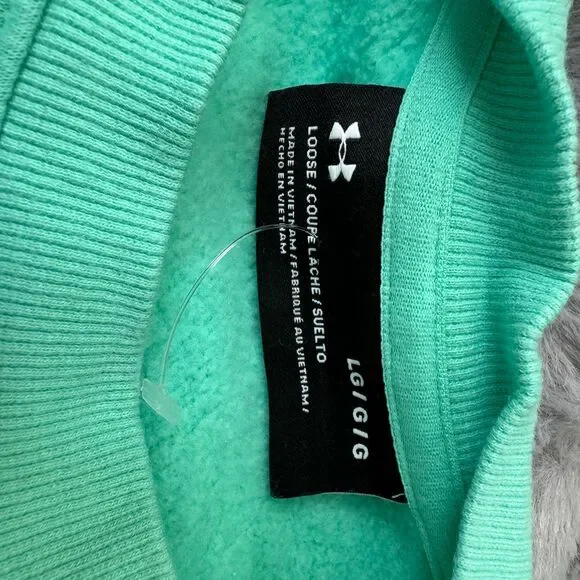 LG / G / G
LOOSE / COUPE LÂCHE / SUELTO
MADE IN VIETNAM / FABRIQUÉ AU VIETNAM /
HECHO EN VIETNAM